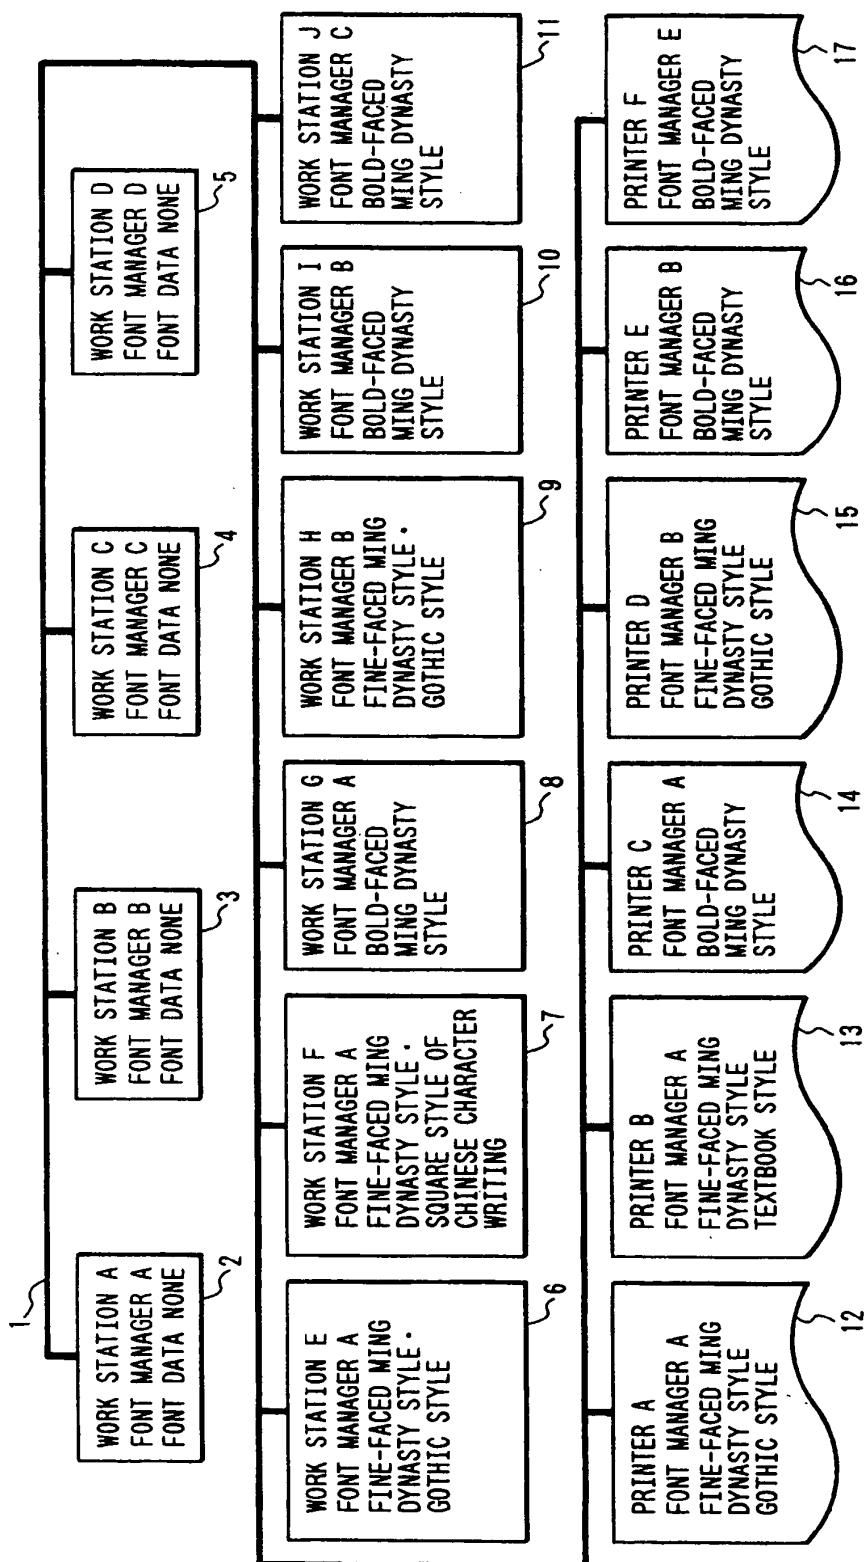 1
WORK STATION A
FONT MANAGER A
FONT DATA NONE
2
WORK STATION B
FONT MANAGER B
FONT DATA NONE
3
WORK STATION C
FONT MANAGER C
FONT DATA NONE
4
WORK STATION D
FONT MANAGER D
FONT DATA NONE
5
WORK STATION E
FONT MANAGER A
FINE-FACED MING
DYNASTY STYLE·
GOTHIC STYLE
6
WORK STATION F
FONT MANAGER A
FINE-FACED MING
DYNASTY STYLE·
SQUARE STYLE OF
CHINESE CHARACTER
WRITING
7
WORK STATION G
FONT MANAGER A
BOLD-FACED
MING DYNASTY
STYLE
8
WORK STATION H
FONT MANAGER B
FINE-FACED MING
DYNASTY STYLE·
GOTHIC STYLE
9
WORK STATION I
FONT MANAGER B
BOLD-FACED
MING DYNASTY
STYLE
10
WORK STATION J
FONT MANAGER C
BOLD-FACED
MING DYNASTY
STYLE
11
PRINTER A
FONT MANAGER A
FINE-FACED MING
DYNASTY STYLE
GOTHIC STYLE
12
PRINTER B
FONT MANAGER A
FINE-FACED MING
DYNASTY STYLE
TEXTBOOK STYLE
13
PRINTER C
FONT MANAGER A
BOLD-FACED
MING DYNASTY
STYLE
14
PRINTER D
FONT MANAGER B
FINE-FACED MING
DYNASTY STYLE
GOTHIC STYLE
15
PRINTER E
FONT MANAGER B
BOLD-FACED
MING DYNASTY
STYLE
16
PRINTER F
FONT MANAGER E
BOLD-FACED
MING DYNASTY
STYLE
17